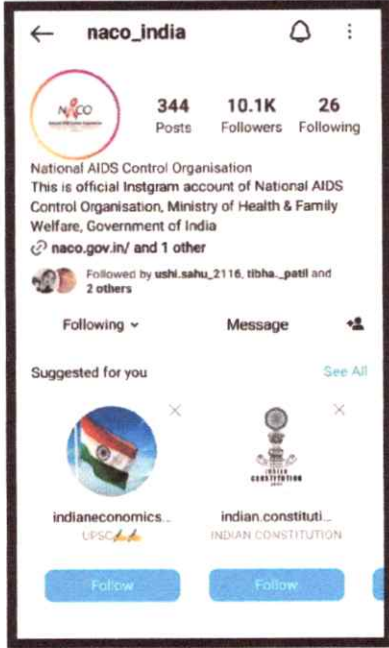 naco_india
NACO
344 10.1K 26
Posts Followers Following
National AIDS Control Organisation
This is official Instgram account of National AIDS
Control Organisation, Ministry of Health & Family
Welfare, Government of India
naco.gov.in/ and 1 other
Followed by ushi.sahu_2116, tibha._patil and
2 others
Following Message
Suggested for you See All
INDIAN
CONSTITUTION
indianeconomics... indian.constituti...
UPSC✍️✍️ INDIAN CONSTITUTION
Follow Follow